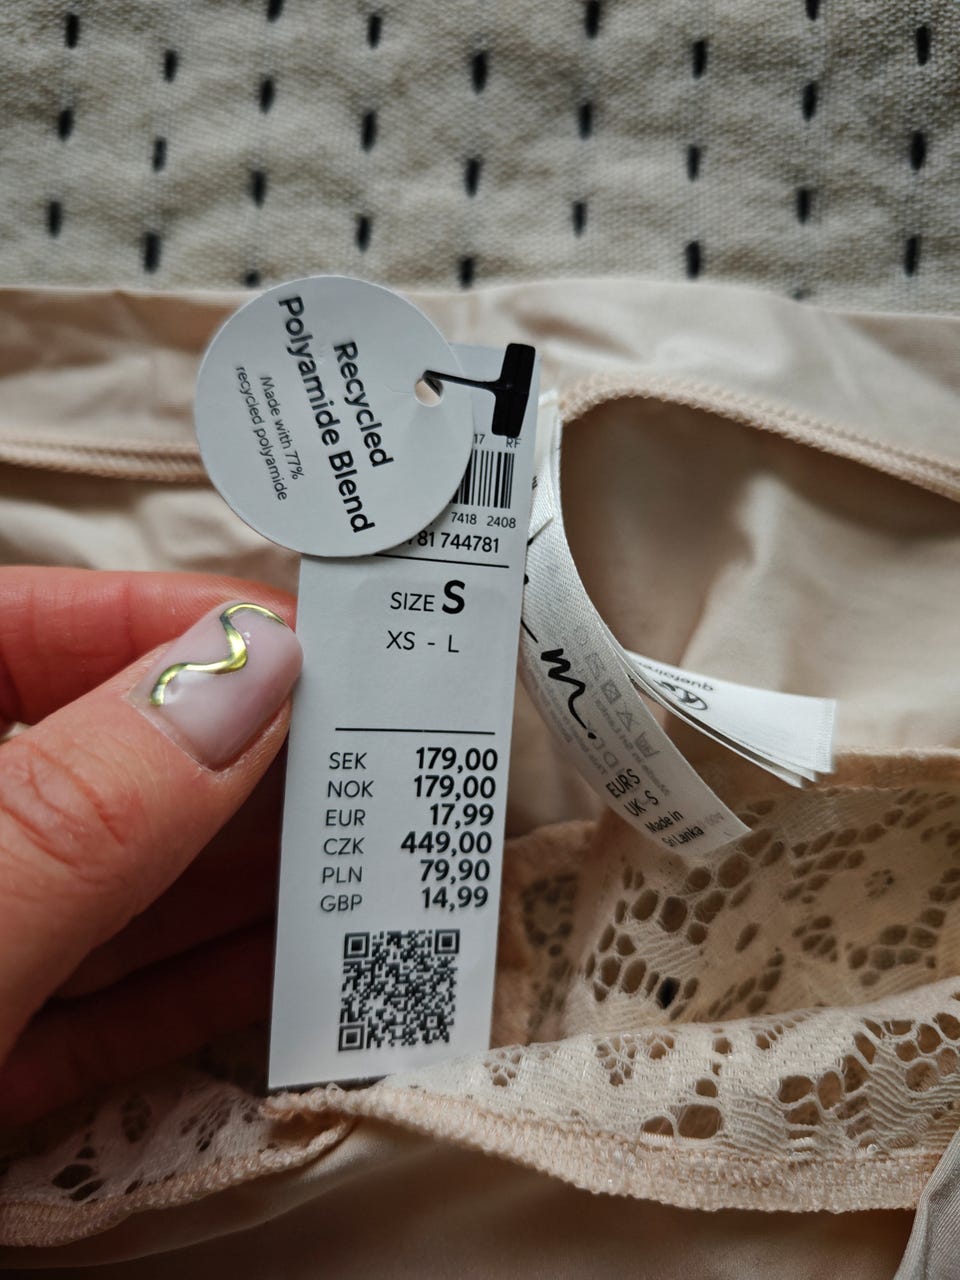 Recycled
Polyamide Blend
Made with 77%
recycled polyamide
17 RF
7418 2408
81 744781
SIZE S
XS - L
SEK 179,00
NOK 179,00
EUR 17,99
CZK 449,00
PLN 79,90
GBP 14,99
m.
EUR S
UK S
Made in
Sri Lanka